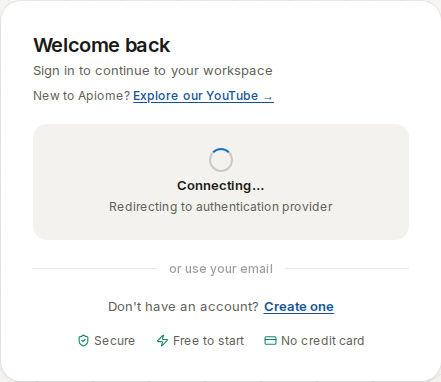 Welcome back
Sign in to continue to your workspace
New to Apiome? Explore our YouTube →
Connecting...
Redirecting to authentication provider
or use your email
Don't have an account? Create one
Secure Free to start No credit card